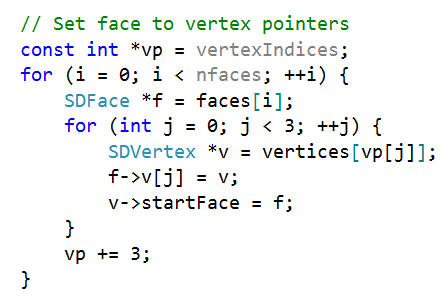 // Set face to vertex pointers
const int *vp = vertexIndices;
for (i = 0; i < nfaces; ++i) {
    SDFace *f = faces[i];
    for (int j = 0; j < 3; ++j) {
        SDVertex *v = vertices[vp[j]];
        f->v[j] = v;
        v->startFace = f;
    }
    vp += 3;
}